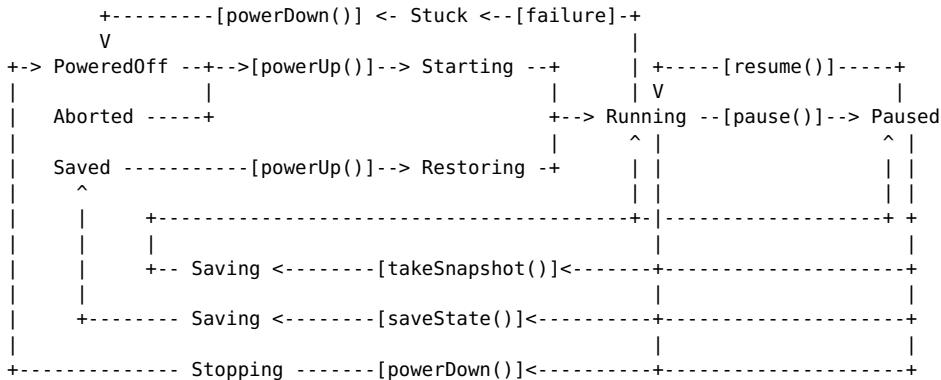 +---------[powerDown()] <- Stuck <--[failure]-+
V |
+-> PoweredOff --+-->[powerUp()]--> Starting --+ | +-----[resume()]-----+
| | | | V |
| Aborted -----+ +--> Running --[pause()]--> Paused
| | ^ | ^ |
| Saved -----------[powerUp()]--> Restoring -+ | | | |
| ^ | | | |
| | +-----------------------------------------+-|-------------------+ +
| | | | |
| | +-- Saving <--------[takeSnapshot()]<-------+---------------------+
| | | |
| +-------- Saving <--------[saveState()]<----------+---------------------+
| | |
+-------------- Stopping -------[powerDown()]<----------+---------------------+